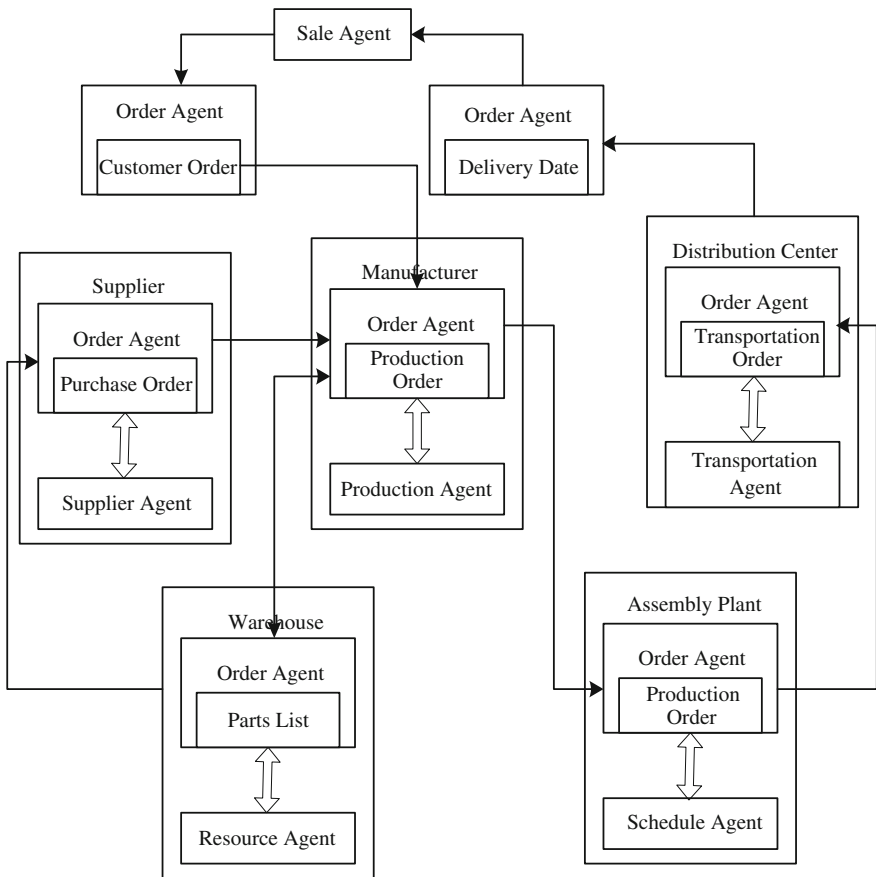 Sale Agent
Order Agent
Customer Order
Order Agent
Delivery Date
Supplier
Order Agent
Purchase Order
Supplier Agent
Manufacturer
Order Agent
Production
Order
Production Agent
Distribution Center
Order Agent
Transportation
Order
Transportation
Agent
Warehouse
Order Agent
Parts List
Resource Agent
Assembly Plant
Order Agent
Production
Order
Schedule Agent